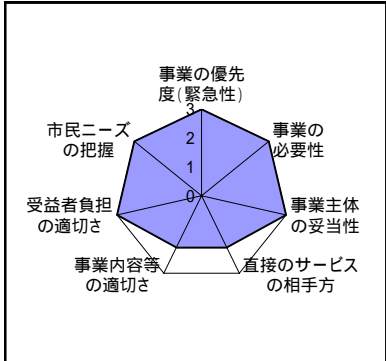 事業の優先
度(緊急性)
事業の
必要性
事業主体
の妥当性
直接のサービス
の相手方
事業内容等
の適切さ
受益者負担
の適切さ
市民ニーズ
の把握
3
2
1
0